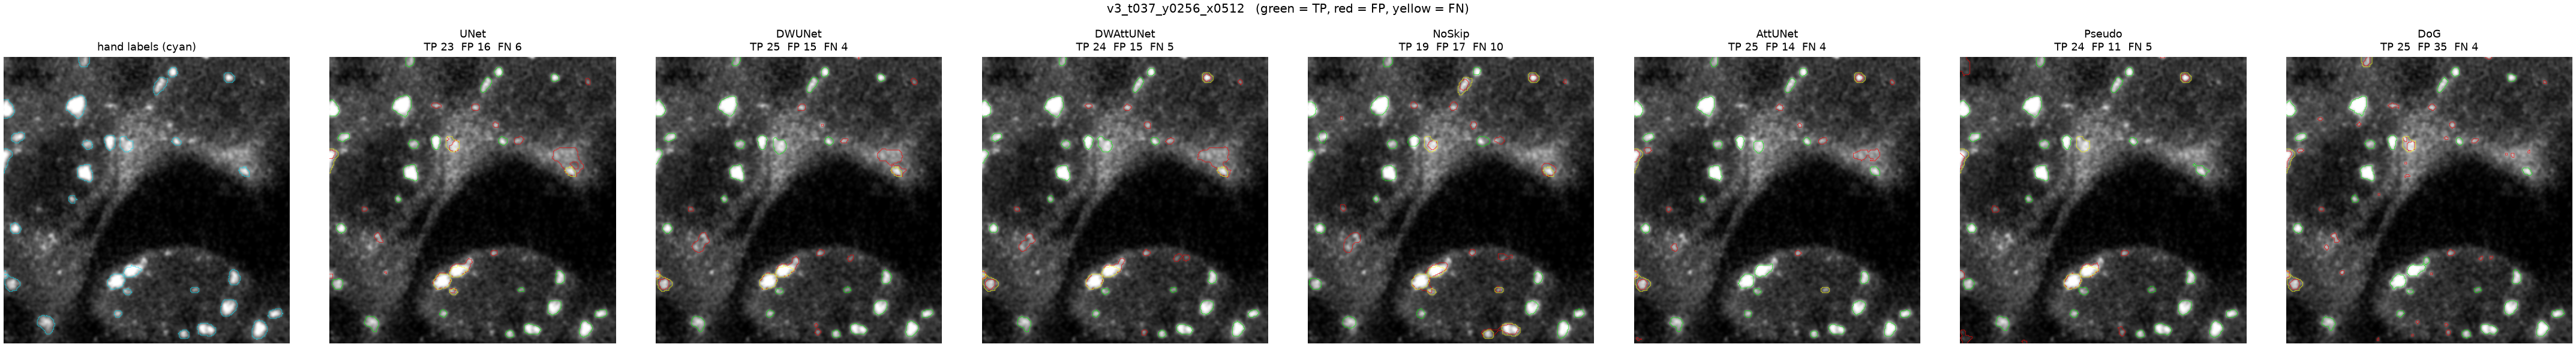 v3_t037_y0256_x0512   (green = TP, red = FP, yellow = FN)
hand labels (cyan)
UNet
TP 23  FP 16  FN 6
DWUNet
TP 25  FP 15  FN 4
DWAttUNet
TP 24  FP 15  FN 5
NoSkip
TP 19  FP 17  FN 10
AttUNet
TP 25  FP 14  FN 4
Pseudo
TP 24  FP 11  FN 5
DoG
TP 25  FP 35  FN 4